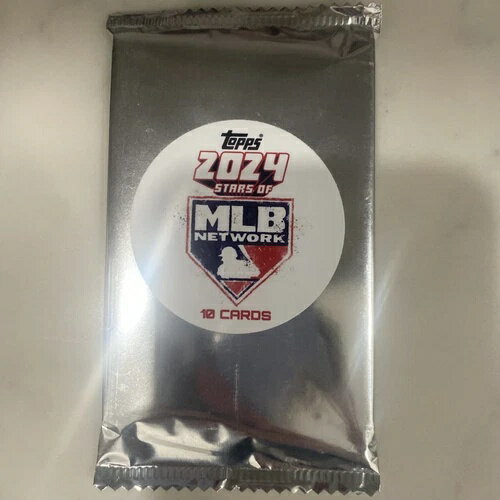 Topps
2024
STARS OF
MLB
NETWORK
10 CARDS